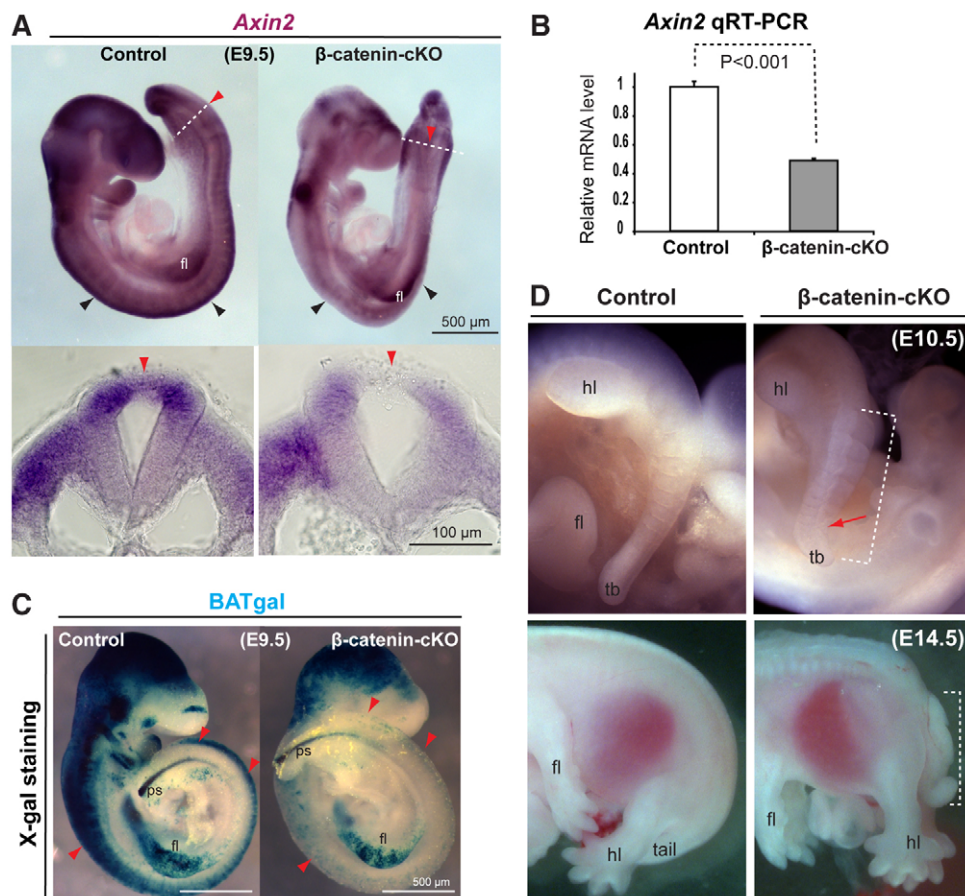 A
Axin2
Control (E9.5) β-catenin-cKO
fl
fl
500 µm
100 µm
B
Axin2 qRT-PCR
P<0.001
Relative mRNA level
1
0.8
0.6
0.4
0.2
0
Control β-catenin-cKO
C
BATgal
X-gal staining
Control (E9.5) β-catenin-cKO
ps
ps
fl
fl
500 µm
D
Control β-catenin-cKO
(E10.5)
hl
hl
fl
tb
tb
(E14.5)
fl
hl
tail
fl
hl